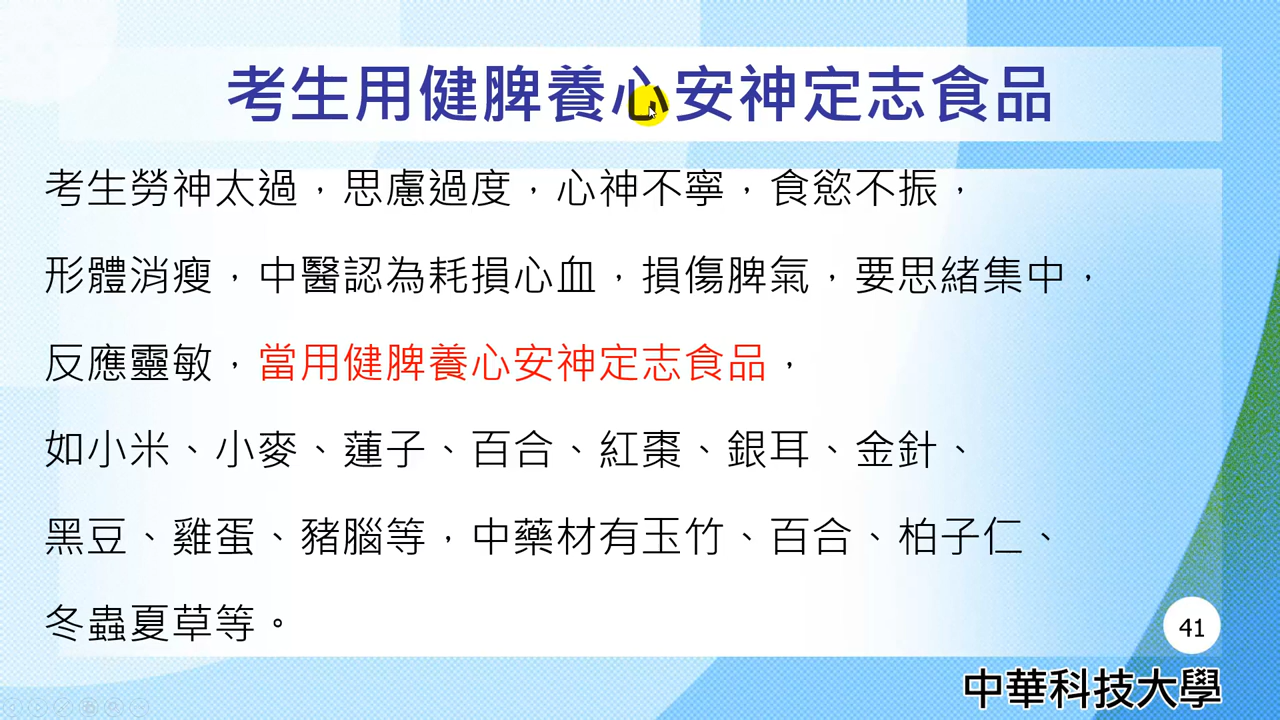 考生用健脾養心安神定志食品
考生勞神太過，思慮過度，心神不寧，食慾不振，
形體消瘦，中醫認為耗損心血，損傷脾氣，要思緒集中，
反應靈敏，當用健脾養心安神定志食品，
如小米、小麥、蓮子、百合、紅棗、銀耳、金針、
黑豆、雞蛋、豬腦等，中藥材有玉竹、百合、柏子仁、
冬蟲夏草等。
41
中華科技大學